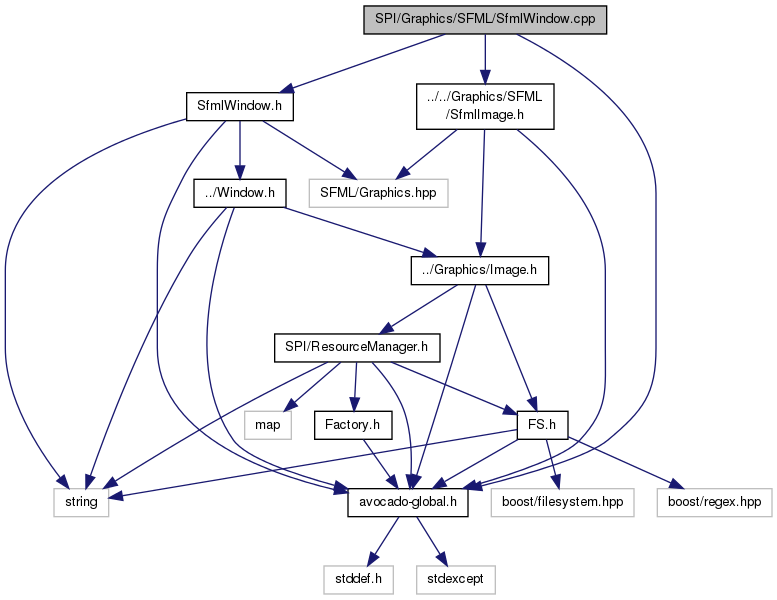 SPI/Graphics/SFML/SfmlWindow.cpp
SfmlWindow.h
../../Graphics/SFML
/SfmlImage.h
../Window.h
SFML/Graphics.hpp
../Graphics/Image.h
SPI/ResourceManager.h
map
Factory.h
FS.h
string
avocado-global.h
boost/filesystem.hpp
boost/regex.hpp
stddef.h
stdexcept